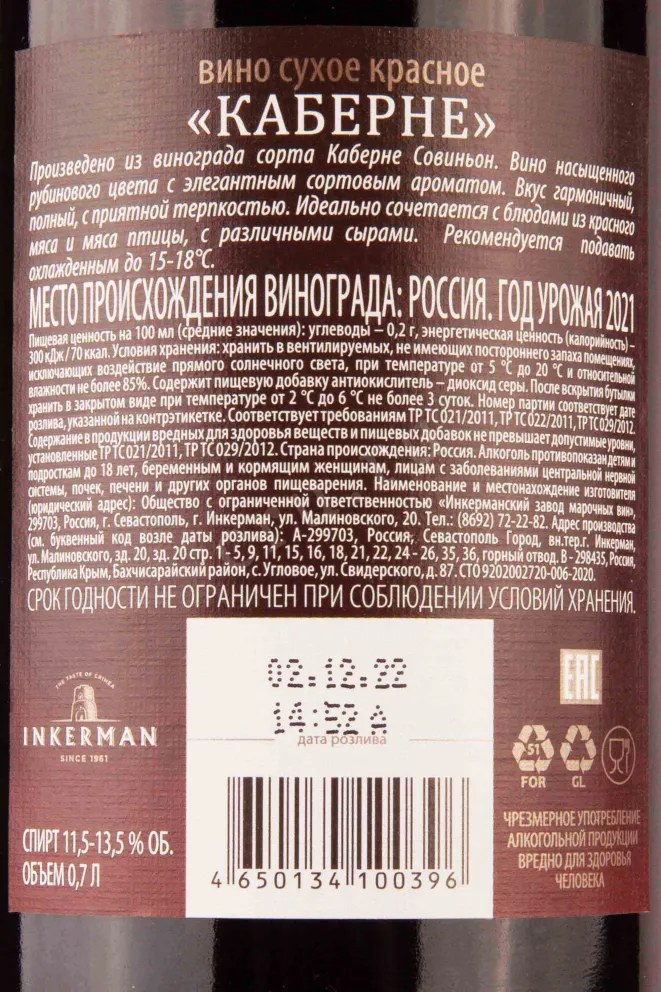 вино сухое красное
«КАБЕРНЕ»
Произведено из винограда сорта Каберне Совиньон. Вино насыщенного
рубинового цвета с элегантным сортовым ароматом. Вкус гармоничный,
полный, с приятной терпкостью. Идеально сочетается с блюдами из красного
мяса и мяса птицы, с различными сырами. Рекомендуется подавать
охлажденным до 15-18°C.
МЕСТО ПРОИСХОЖДЕНИЯ ВИНОГРАДА: РОССИЯ. ГОД УРОЖАЯ 2021
Пищевая ценность на 100 мл (средние значения): углеводы – 0,2 г, энергетическая ценность (калорийность) –
300 кДж / 70 ккал. Условия хранения: хранить в вентилируемых, не имеющих постороннего запаха помещениях,
исключающих воздействие прямого солнечного света, при температуре от 5 °C до 20 °C и относительной
влажности не более 85%. Содержит пищевую добавку антиокислитель – диоксид серы. После вскрытия бутылки
хранить в закрытом виде при температуре от 2 °C до 6 °C не более 3 суток. Номер партии соответствует дате
розлива, указанной на контрэтикетке. Соответствует требованиям ТР ТС 021/2011, ТР ТС 022/2011, ТР ТС 029/2012.
Содержание в продукции вредных для здоровья веществ и пищевых добавок не превышает допустимые уровни,
установленные ТР ТС 021/2011, ТР ТС 029/2012. Страна происхождения: Россия. Алкоголь противопоказан детям и
подросткам до 18 лет, беременным и кормящим женщинам, лицам с заболеваниями центральной нервной
системы, почек, печени и других органов пищеварения. Наименование и местонахождение изготовителя
(юридический адрес): Общество с ограниченной ответственностью «Инкерманский завод марочных вин»,
299703, Россия, г. Севастополь, г. Инкерман, ул. Малиновского, 20. Тел.: (8692) 72-22-82. Адрес производства
(см. буквенный код возле даты розлива): А-299703, Россия, Севастополь Город, вн.тер.г. Инкерман,
ул. Малиновского, зд. 20, зд. 20 стр. 1 - 5, 9, 11, 15, 16, 18, 21, 22, 24 - 26, 35, 36, горный отвод. В - 298435, Россия,
Республика Крым, Бахчисарайский район, с. Угловое, ул. Свидерского, д. 87. СТО 9202002720-006-2020.
СРОК ГОДНОСТИ НЕ ОГРАНИЧЕН ПРИ СОБЛЮДЕНИИ УСЛОВИЙ ХРАНЕНИЯ.
THE TASTE OF CRIMEA
INKERMAN
SINCE 1961
СПИРТ 11,5-13,5 % ОБ.
ОБЪЕМ 0,7 Л
02.12.22
14:52 A
дата розлива
4 650134 100396
EAC
51
FOR
GL
ЧРЕЗМЕРНОЕ УПОТРЕБЛЕНИЕ
АЛКОГОЛЬНОЙ ПРОДУКЦИИ
ВРЕДНО ДЛЯ ЗДОРОВЬЯ
ЧЕЛОВЕКА